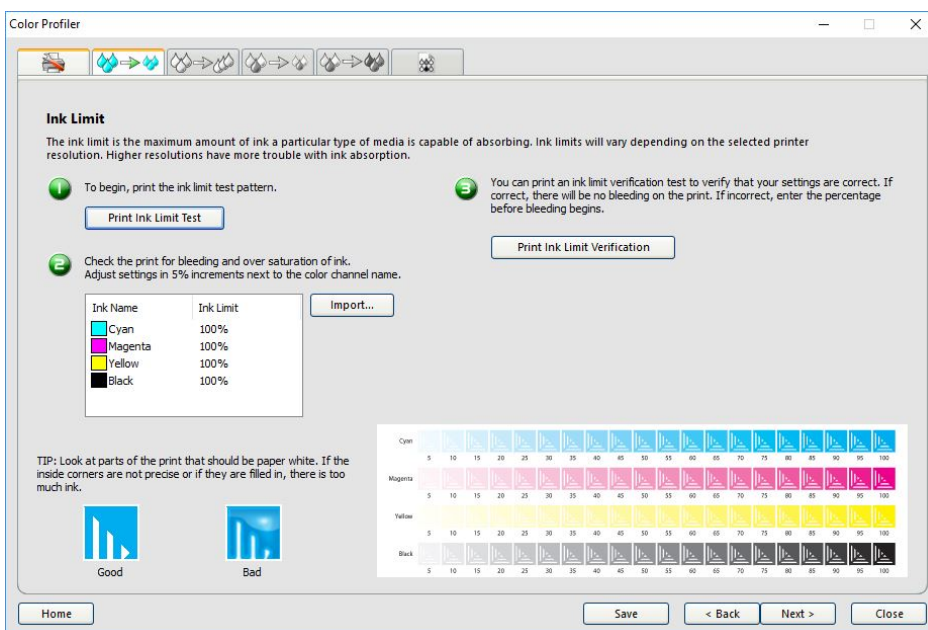 Color Profiler
Ink Limit
The ink limit is the maximum amount of ink a particular type of media is capable of absorbing. Ink limits will vary depending on the selected printer
resolution. Higher resolutions have more trouble with ink absorption.
1
To begin, print the ink limit test pattern.
Print Ink Limit Test
2
Check the print for bleeding and over saturation of ink.
Adjust settings in 5% increments next to the color channel name.
Ink Name Ink Limit
Cyan 100%
Magenta 100%
Yellow 100%
Black 100%
Import...
3
You can print an ink limit verification test to verify that your settings are correct. If
correct, there will be no bleeding on the print. If incorrect, enter the percentage
before bleeding begins.
Print Ink Limit Verification
TIP: Look at parts of the print that should be paper white. If the
inside corners are not precise or if they are filled in, there is too
much ink.
Good Bad
Cyan
5 10 15 20 25 30 35 40 45 50 55 60 65 70 75 80 85 90 95 100
Magenta
5 10 15 20 25 30 35 40 45 50 55 60 65 70 75 80 85 90 95 100
Yellow
5 10 15 20 25 30 35 40 45 50 55 60 65 70 75 80 85 90 95 100
Black
5 10 15 20 25 30 35 40 45 50 55 60 65 70 75 80 85 90 95 100
Home Save < Back Next > Close